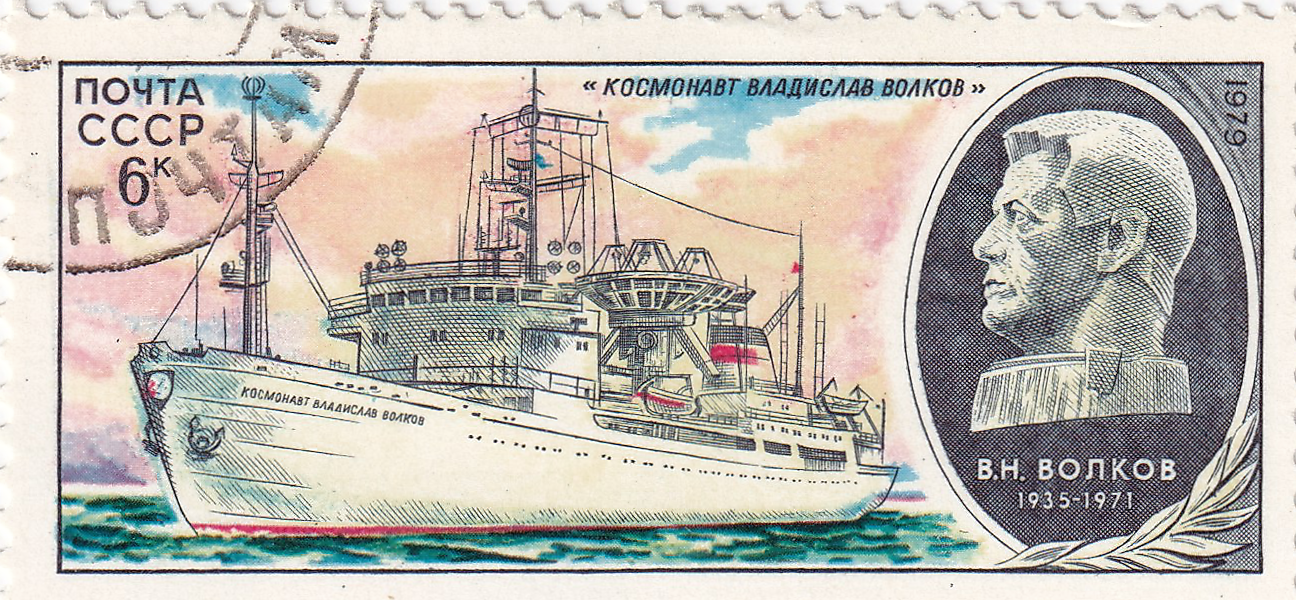 ПОЧТА
СССР
6К
« КОСМОНАВТ ВЛАДИСЛАВ ВОЛКОВ »
1979
КОСМОНАВТ ВЛАДИСЛАВ ВОЛКОВ
В.Н. ВОЛКОВ
1935-1971